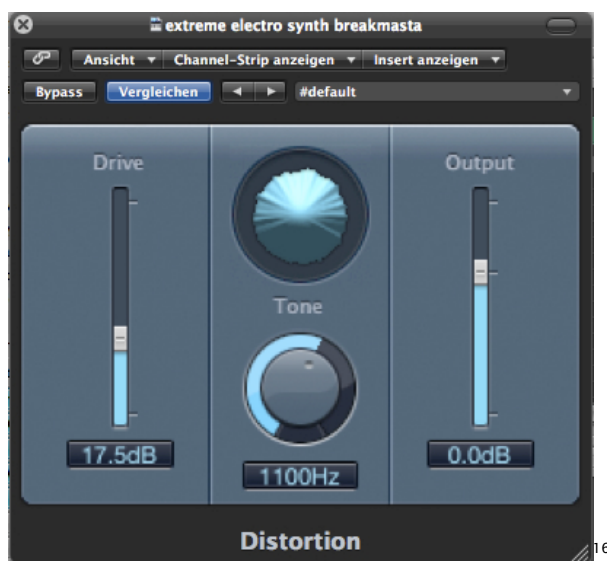 extreme electro synth breakmasta
Ansicht Channel-Strip anzeigen Insert anzeigen
Bypass Vergleichen #default
Drive Output
Tone
17.5dB 1100Hz 0.0dB
Distortion
16